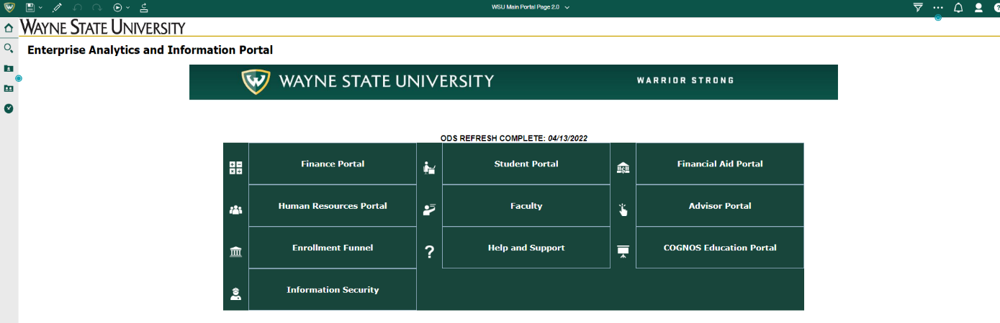 WSU Main Portal Page 2.0
WAYNE STATE UNIVERSITY
Enterprise Analytics and Information Portal
WAYNE STATE UNIVERSITY
WARRIOR STRONG
ODS REFRESH COMPLETE: 04/13/2022
Finance Portal
Student Portal
Financial Aid Portal
Human Resources Portal
Faculty
Advisor Portal
Enrollment Funnel
? Help and Support
COGNOS Education Portal
Information Security